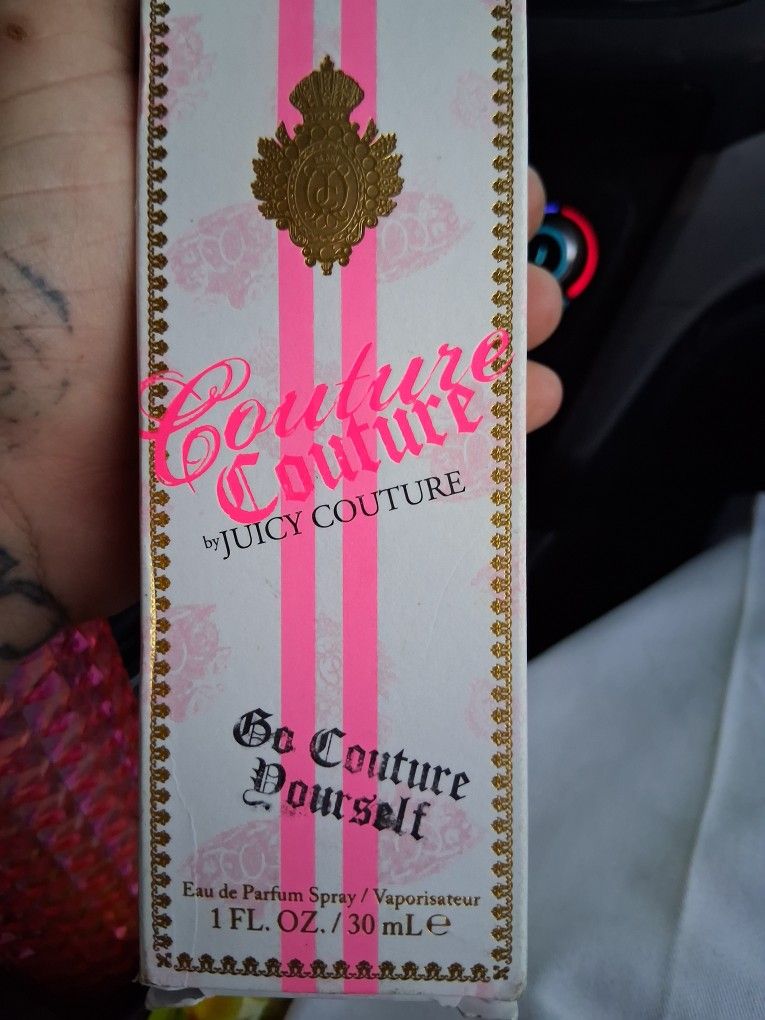 Couture
Couture
by JUICY COUTURE
Go Couture
Yourself
Eau de Parfum Spray / Vaporisateur
1 FL. OZ. / 30 mL ℮